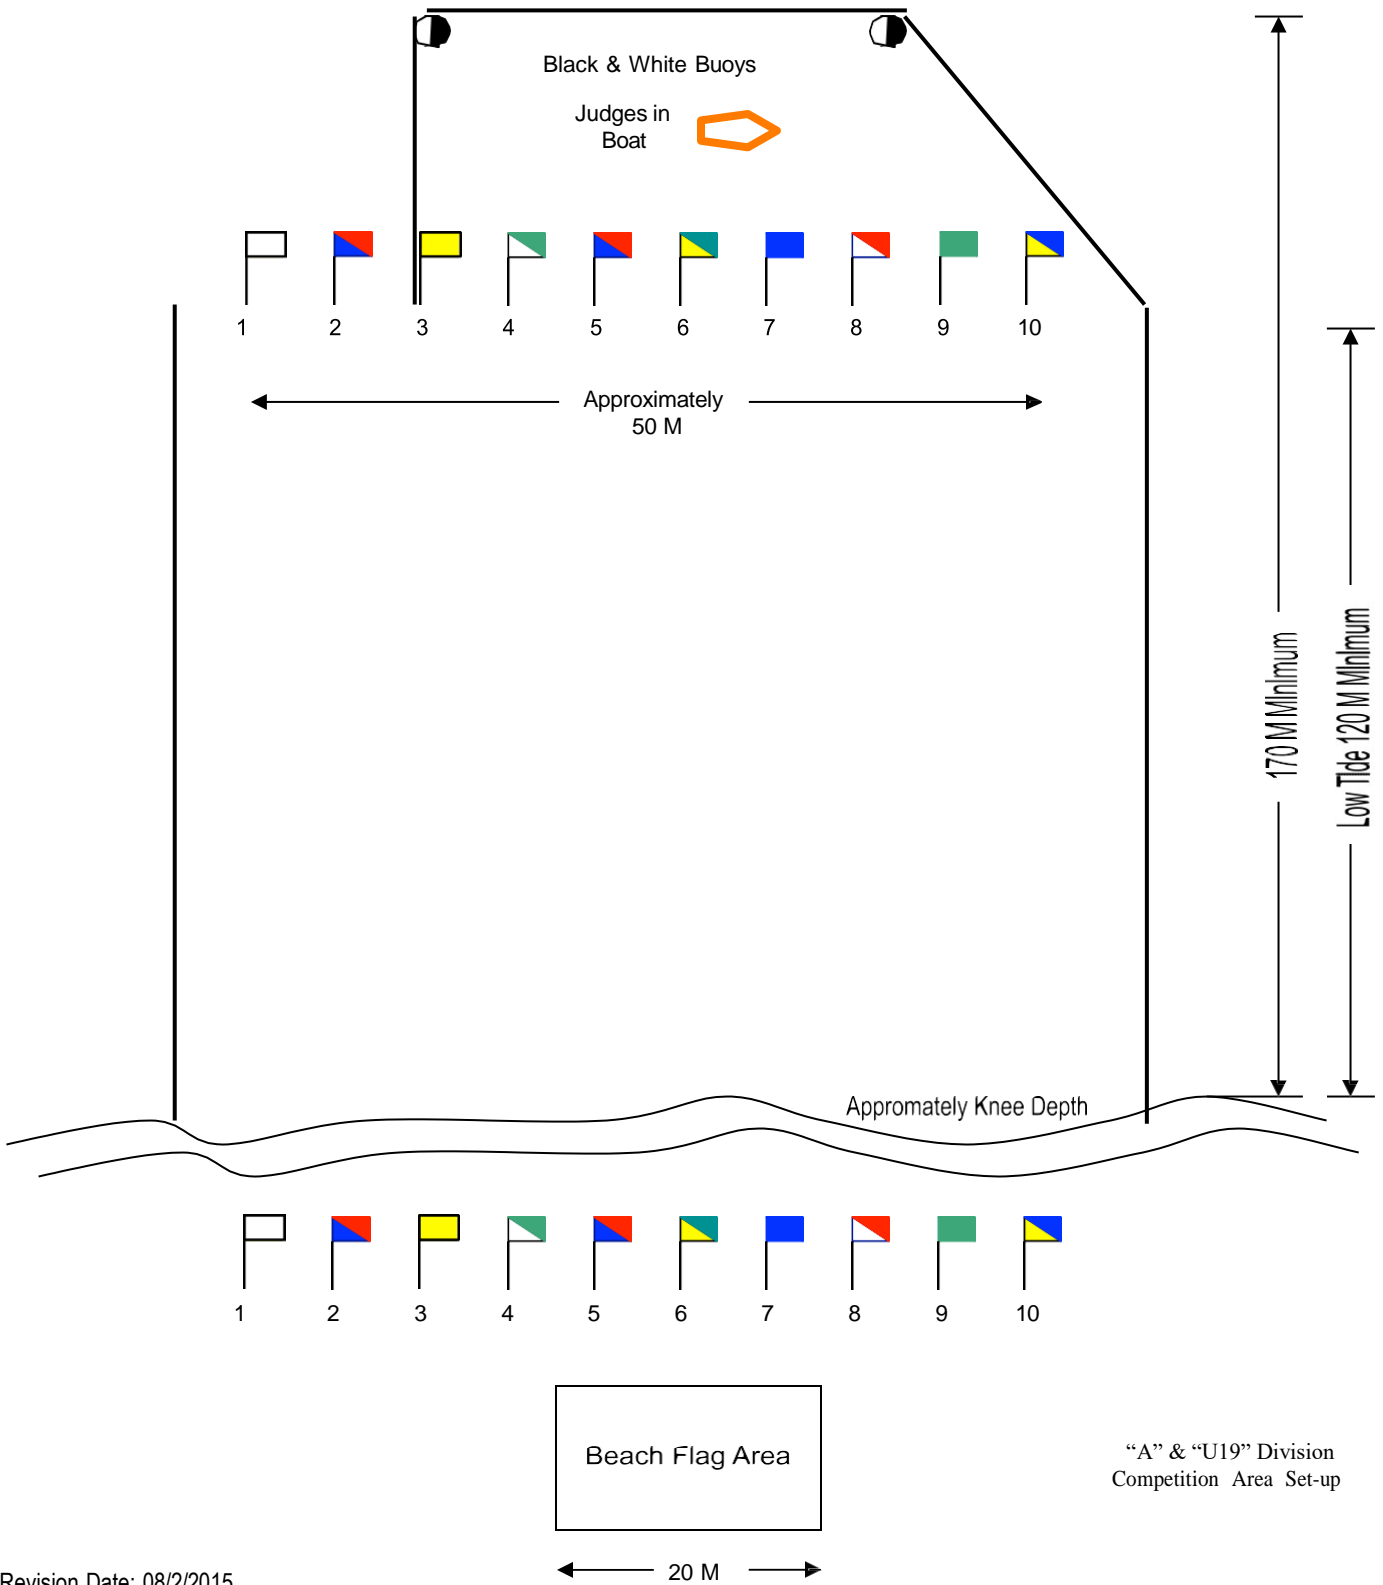 Black & White Buoys
Judges in
Boat
1 2 3 4 5 6 7 8 9 10
Approximately
50 M
170 M Minimum
Low Tide 120 M Minimum
Appromately Knee Depth
1 2 3 4 5 6 7 8 9 10
Beach Flag Area
“A” & “U19” Division
Competition Area Set-up
20 M
Revision Date: 08/2/2015